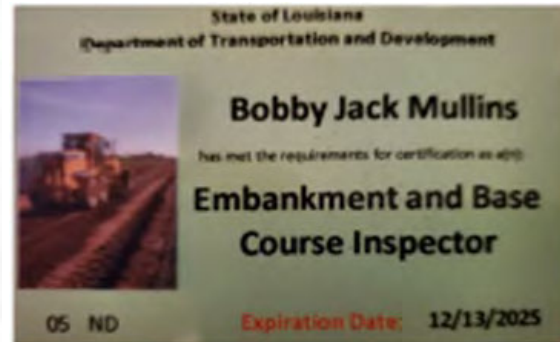 State of Louisiana
Department of Transportation and Development
Bobby Jack Mullins
has met the requirements for certification as a(n):
Embankment and Base
Course Inspector
05 ND
Expiration Date: 12/13/2025